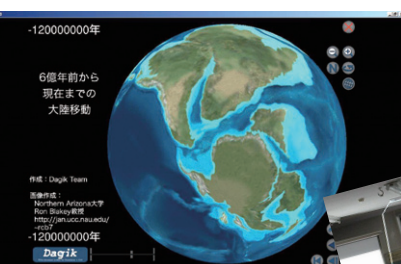 -120000000年
6億年前から
現在までの
大陸移動
作成：Dagik Team
画像作成：
Northern Arizona大学
Ron Blakey教授
http://jan.ucc.nau.edu/
~rcb7
-120000000年
Dagik
N